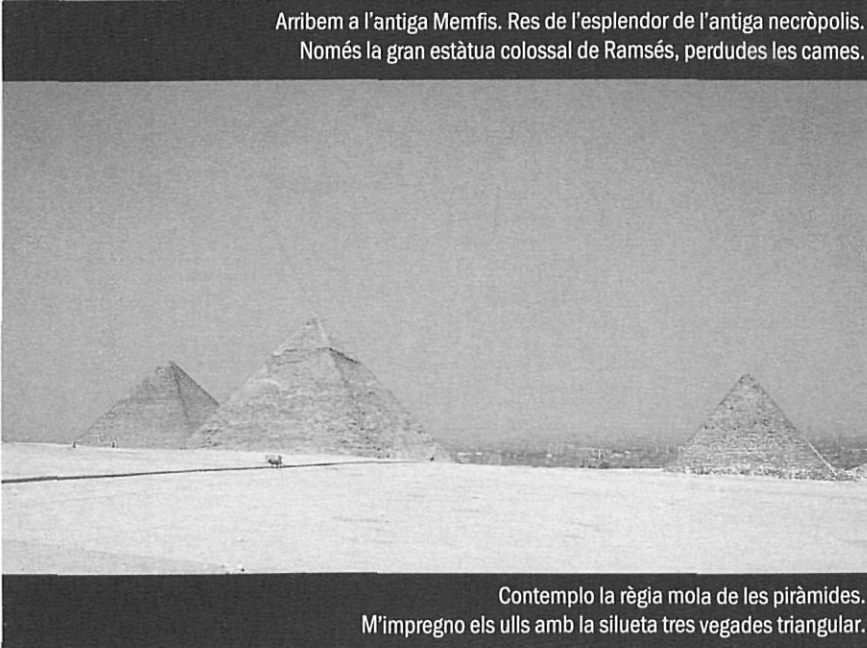 Arribem a l'antiga Memfis. Res de l'esplendor de l'antiga necròpolis.
Només la gran estàtua colossal de Ramsés, perdudes les cames.
Contemplo la règia mola de les piràmides.
M'impregno els ulls amb la silueta tres vegades triangular.